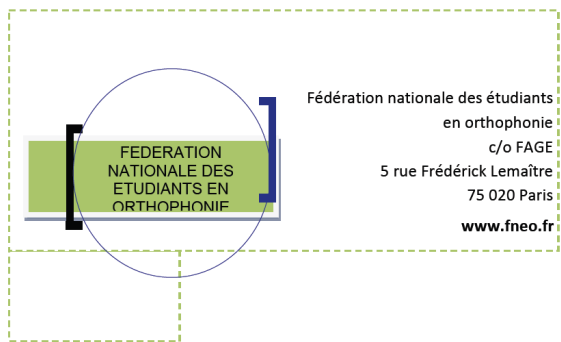 FEDERATION
NATIONALE DES
ETUDIANTS EN
ORTHOPHONIE
Fédération nationale des étudiants
en orthophonie
c/o FAGE
5 rue Frédérick Lemaître
75 020 Paris
www.fneo.fr